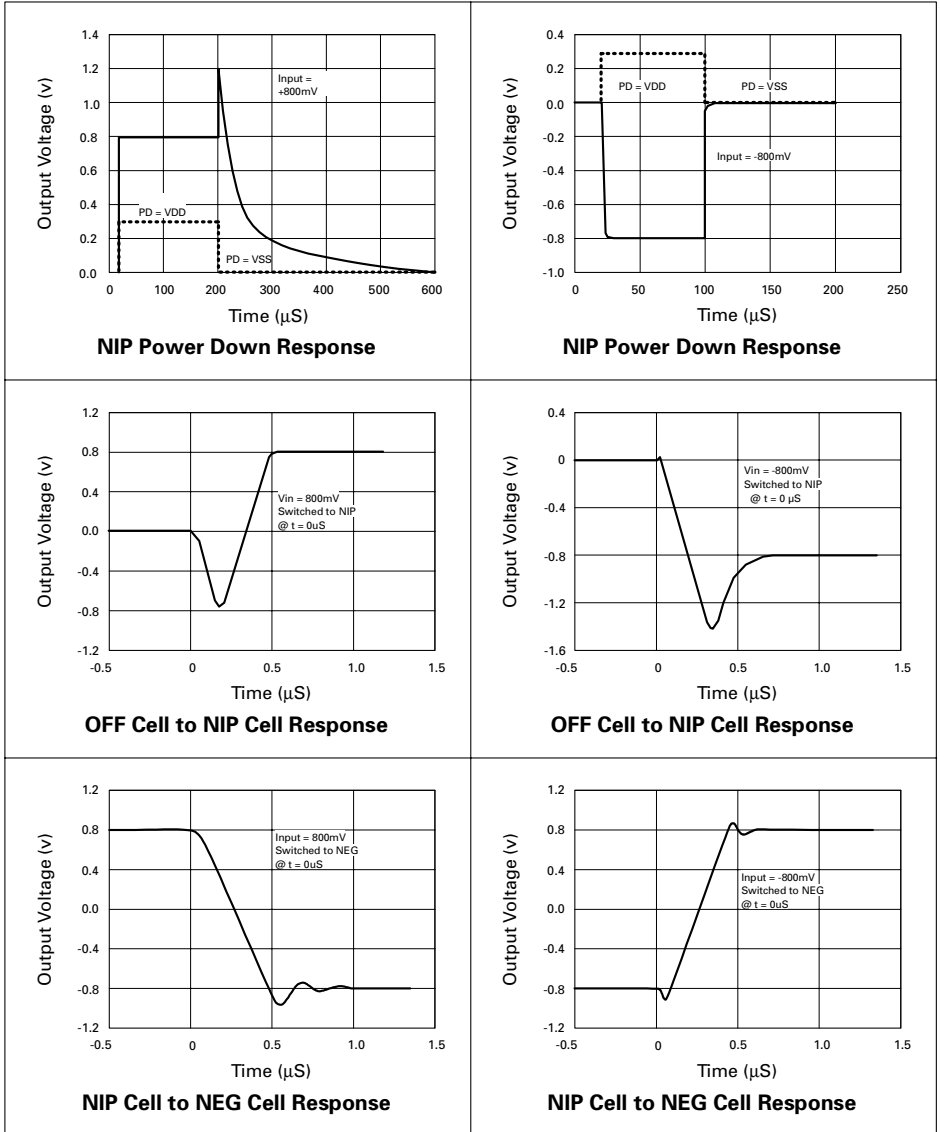 Output Voltage (v)
1.4
1.2
1.0
0.8
0.6
0.4
0.2
0.0
Input =
+800mV
PD = VDD
PD = VSS
0 100 200 300 400 500 600
Time (µS)
NIP Power Down Response
Output Voltage (v)
0.4
0.2
0.0
-0.2
-0.4
-0.6
-0.8
-1.0
PD = VDD
PD = VSS
Input = -800mV
0 50 100 150 200 250
Time (µS)
NIP Power Down Response
Output Voltage (v)
1.2
0.8
0.4
0.0
-0.4
-0.8
-1.2
Vin = 800mV
Switched to NIP
@ t = 0uS
-0.5 0 0.5 1.0 1.5
Time (µS)
OFF Cell to NIP Cell Response
Output Voltage (v)
0.4
0
-0.4
-0.8
-1.2
-1.6
Vin = -800mV
Switched to NIP
@ t = 0 µS
-0.5 0 0.5 1.0 1.5
Time (µS)
OFF Cell to NIP Cell Response
Output Voltage (v)
1.2
0.8
0.4
0.0
-0.4
-0.8
-1.2
Input = 800mV
Switched to NEG
@ t = 0uS
-0.5 0 0.5 1.0 1.5
Time (µS)
NIP Cell to NEG Cell Response
Output Voltage (v)
1.2
0.8
0.4
0.0
-0.4
-0.8
-1.2
Input = -800mV
Switched to NEG
@ t = 0uS
-0.5 0 0.5 1.0 1.5
Time (µS)
NIP Cell to NEG Cell Response